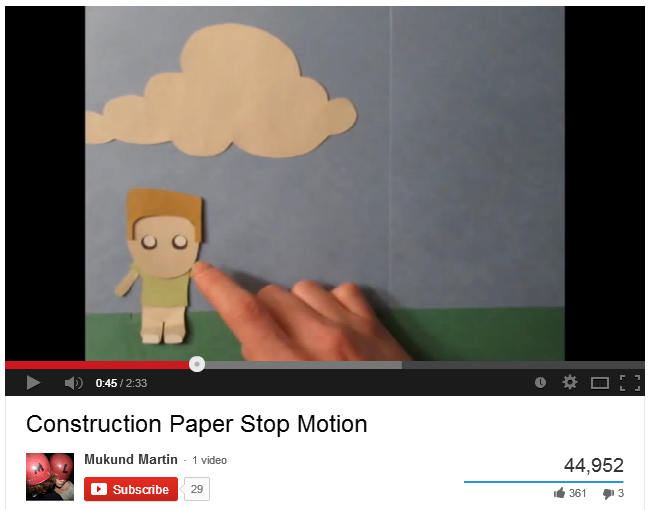 0:45 / 2:33
Construction Paper Stop Motion
Mukund Martin · 1 video
Subscribe 29
44,952
361 3
M L